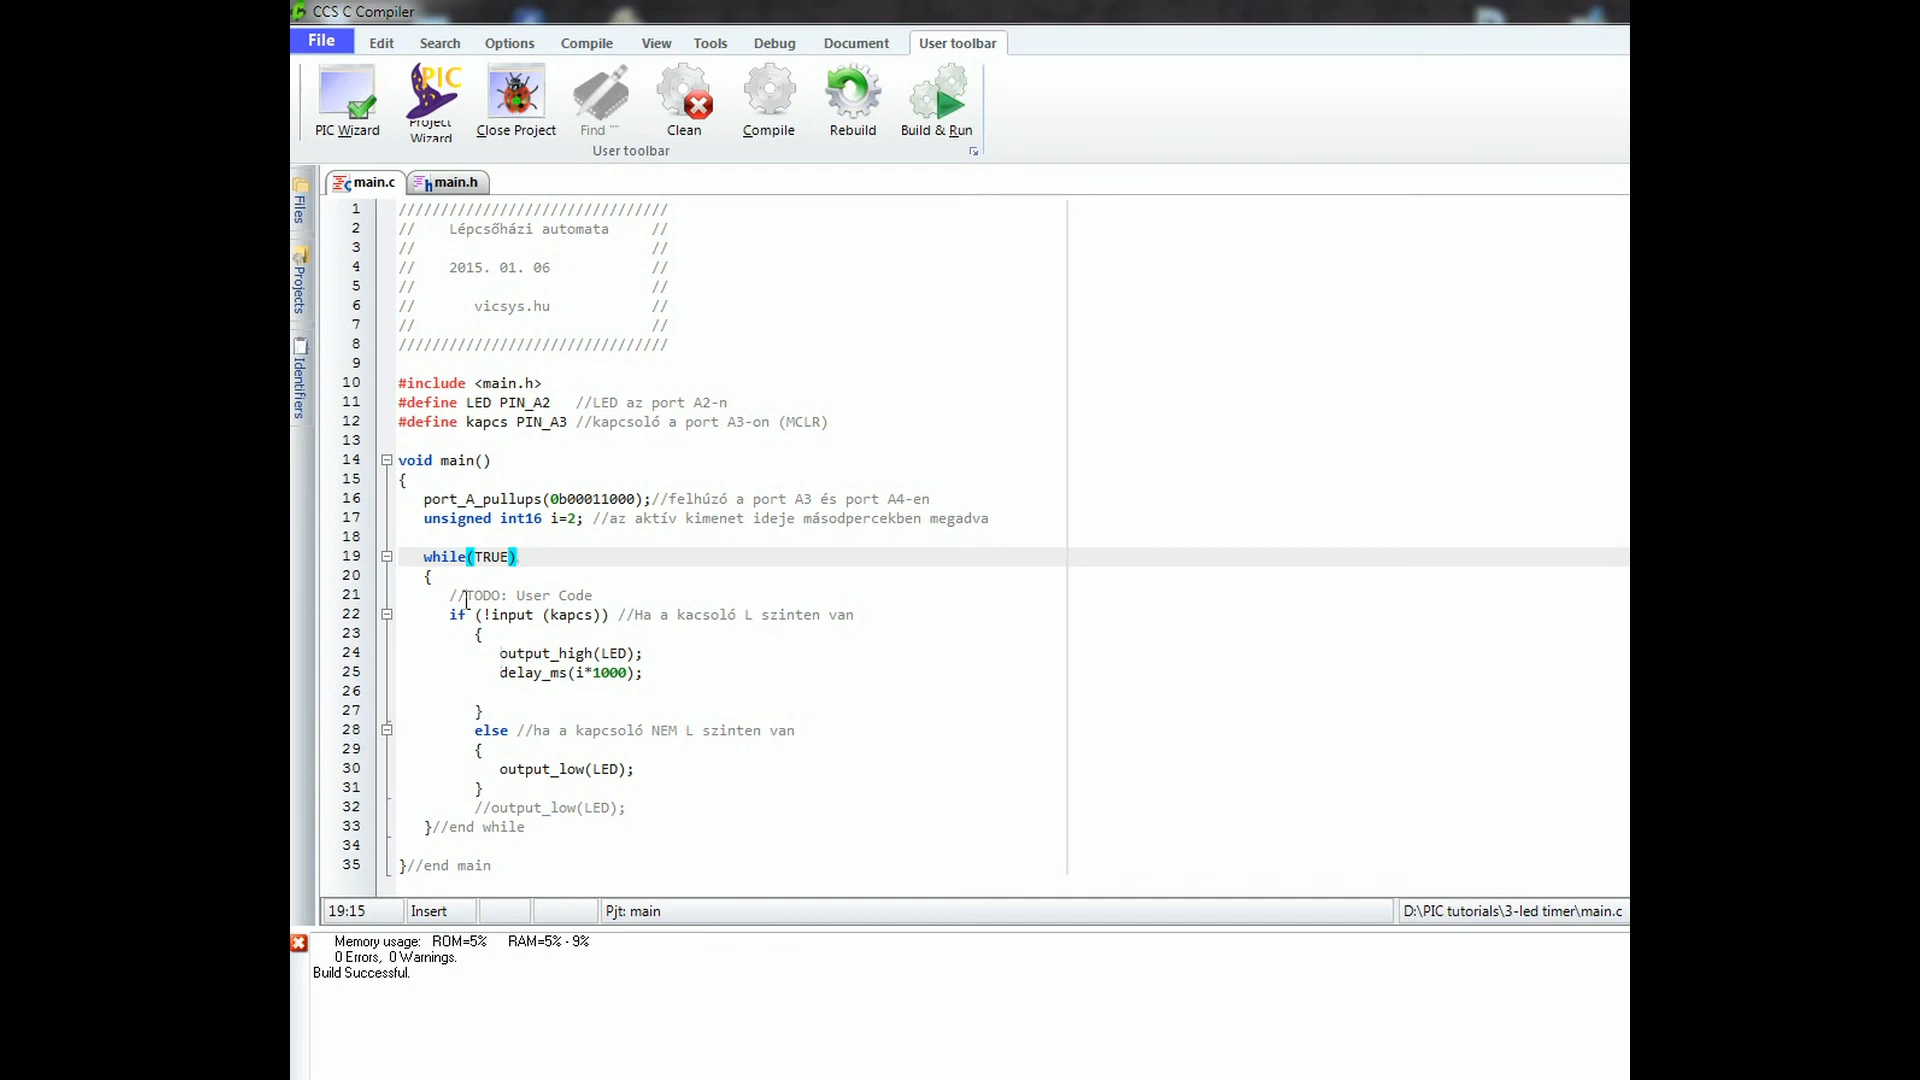 CCS C Compiler
File Edit Search Options Compile View Tools Debug Document User toolbar
PIC Wizard Project Wizard Close Project Find "" Clean Compile Rebuild Build & Run
User toolbar
main.c main.h
Files
Projects
Identifiers
1 ////////////////////////////////
2 // Lépcsőházi automata //
3 // //
4 // 2015. 01. 06 //
5 // //
6 // vicsys.hu //
7 // //
8 ////////////////////////////////
9
10 #include <main.h>
11 #define LED PIN_A2 //LED az port A2-n
12 #define kapcs PIN_A3 //kapcsoló a port A3-on (MCLR)
13
14 void main()
15 {
16 port_A_pullups(0b00011000);//felhúzó a port A3 és port A4-en
17 unsigned int16 i=2; //az aktív kimenet ideje másodpercekben megadva
18
19 while(TRUE)
20 {
21 //TODO: User Code
22 if (!input (kapcs)) //Ha a kacsoló L szinten van
23 {
24 output_high(LED);
25 delay_ms(i*1000);
26
27 }
28 else //ha a kapcsoló NEM L szinten van
29 {
30 output_low(LED);
31 }
32 //output_low(LED);
33 }//end while
34
35 }//end main
19:15 Insert Pjt: main D:\PIC tutorials\3-led timer\main.c
Memory usage: ROM=5% RAM=5% - 9%
0 Errors, 0 Warnings.
Build Successful.